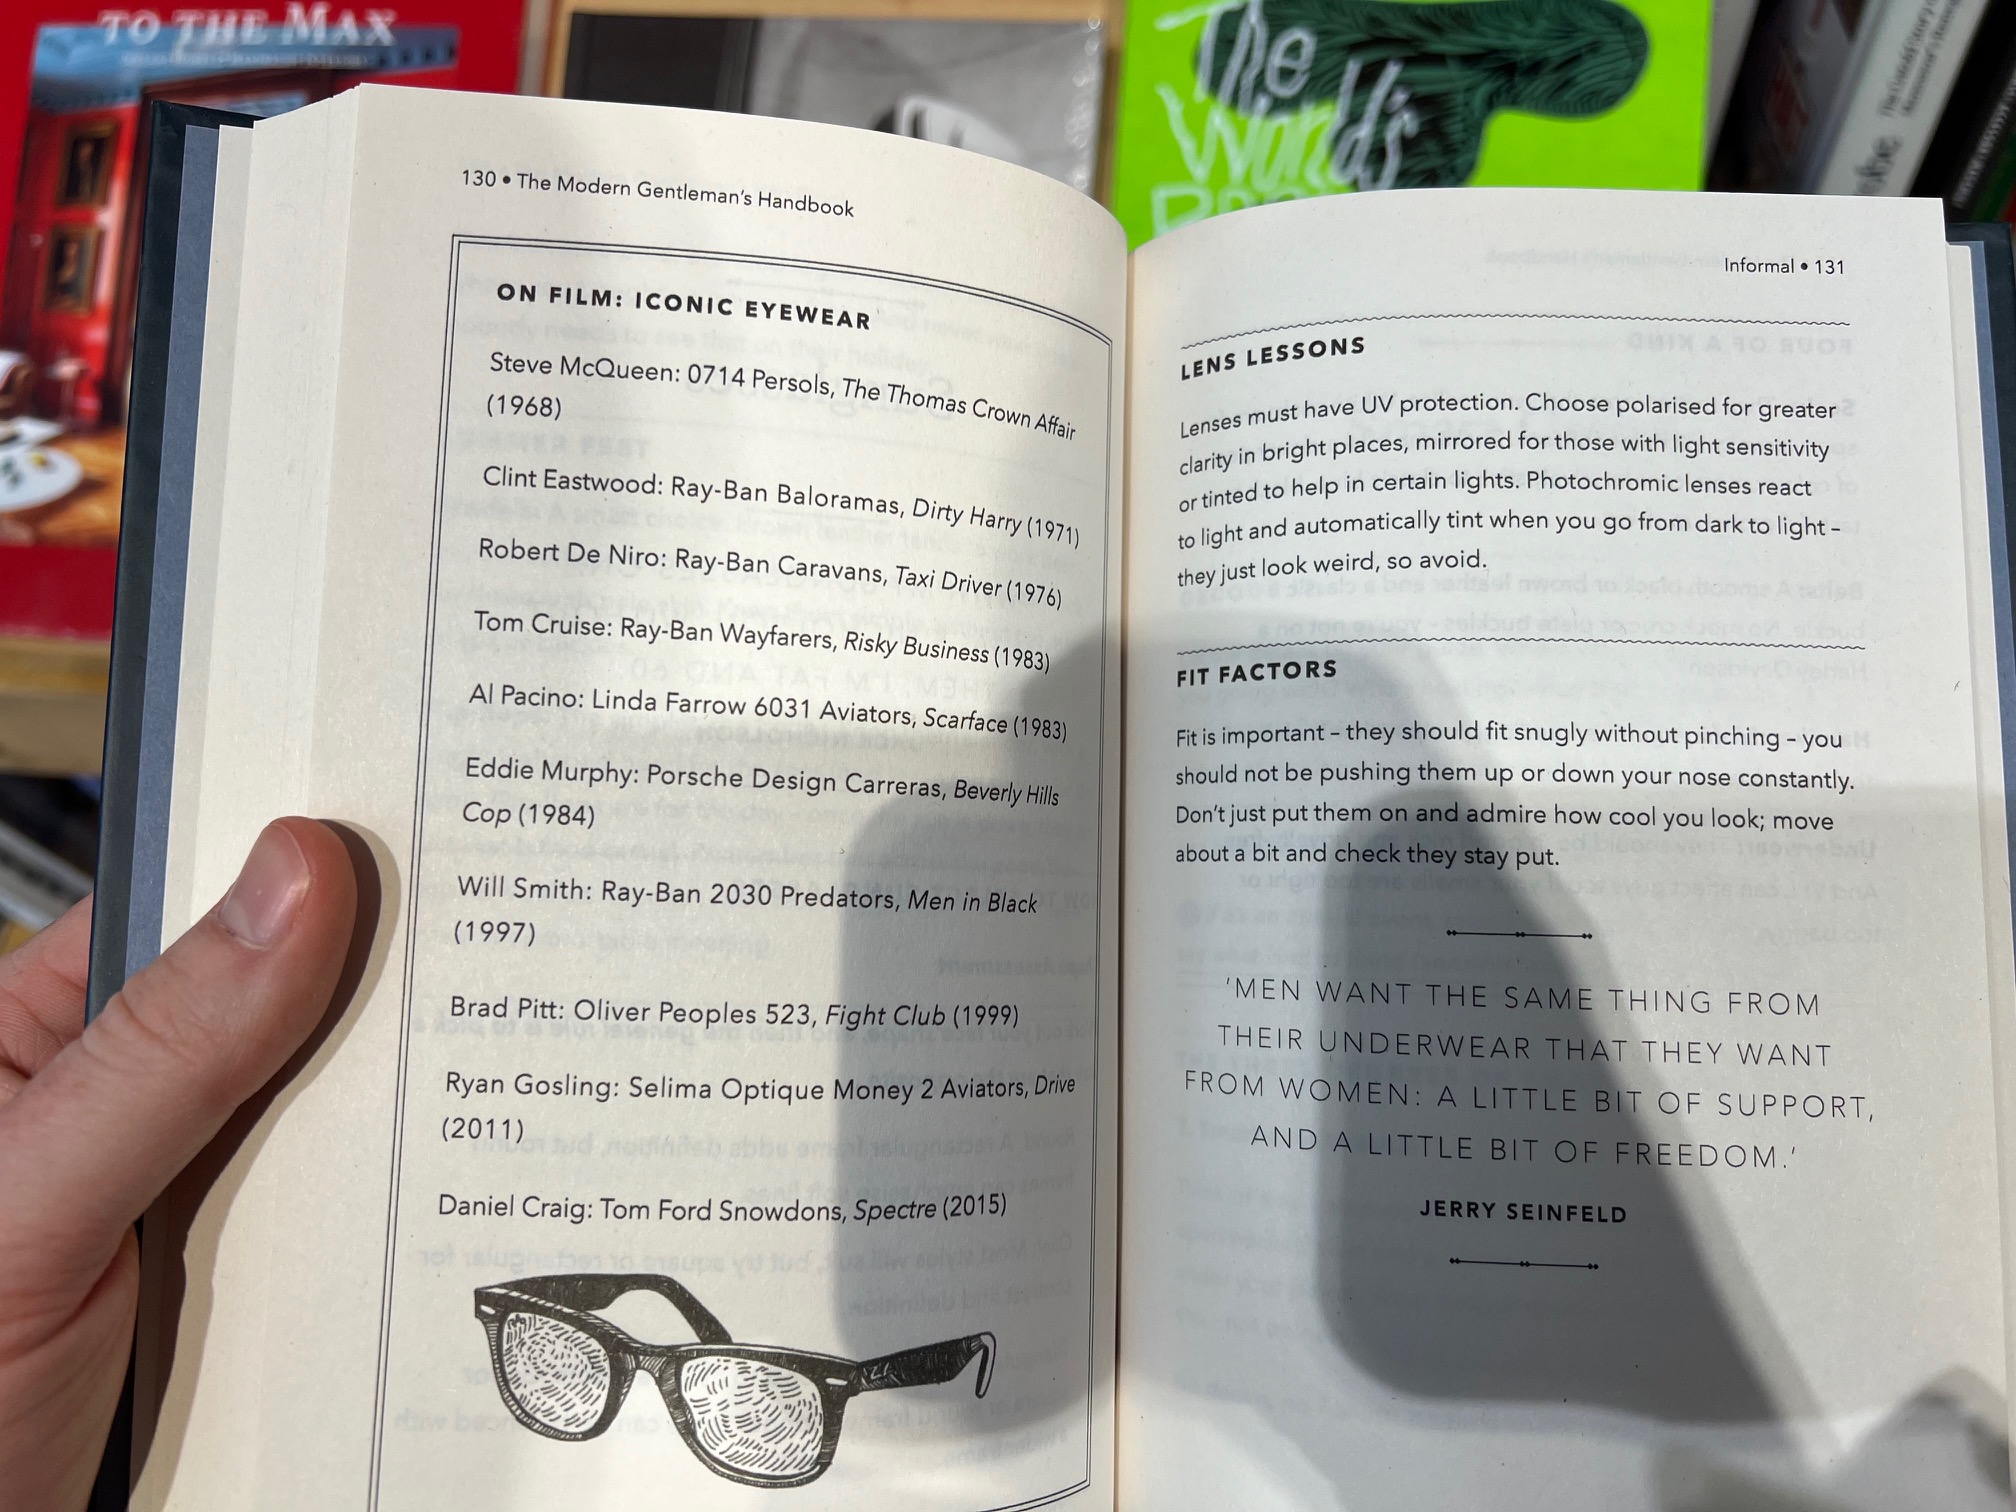 TO THE MAX
The
World's
130 • The Modern Gentleman's Handbook
ON FILM: ICONIC EYEWEAR
Steve McQueen: 0714 Persols, The Thomas Crown Affair
(1968)
Clint Eastwood: Ray-Ban Baloramas, Dirty Harry (1971)
Robert De Niro: Ray-Ban Caravans, Taxi Driver (1976)
Tom Cruise: Ray-Ban Wayfarers, Risky Business (1983)
Al Pacino: Linda Farrow 6031 Aviators, Scarface (1983)
Eddie Murphy: Porsche Design Carreras, Beverly Hills
Cop (1984)
Will Smith: Ray-Ban 2030 Predators, Men in Black
(1997)
Brad Pitt: Oliver Peoples 523, Fight Club (1999)
Ryan Gosling: Selima Optique Money 2 Aviators, Drive
(2011)
Daniel Craig: Tom Ford Snowdons, Spectre (2015)
Informal • 131
LENS LESSONS
Lenses must have UV protection. Choose polarised for greater
clarity in bright places, mirrored for those with light sensitivity
or tinted to help in certain lights. Photochromic lenses react
to light and automatically tint when you go from dark to light –
they just look weird, so avoid.
FIT FACTORS
Fit is important – they should fit snugly without pinching – you
should not be pushing them up or down your nose constantly.
Don't just put them on and admire how cool you look; move
about a bit and check they stay put.
'MEN WANT THE SAME THING FROM
THEIR UNDERWEAR THAT THEY WANT
FROM WOMEN: A LITTLE BIT OF SUPPORT,
AND A LITTLE BIT OF FREEDOM.'
JERRY SEINFELD